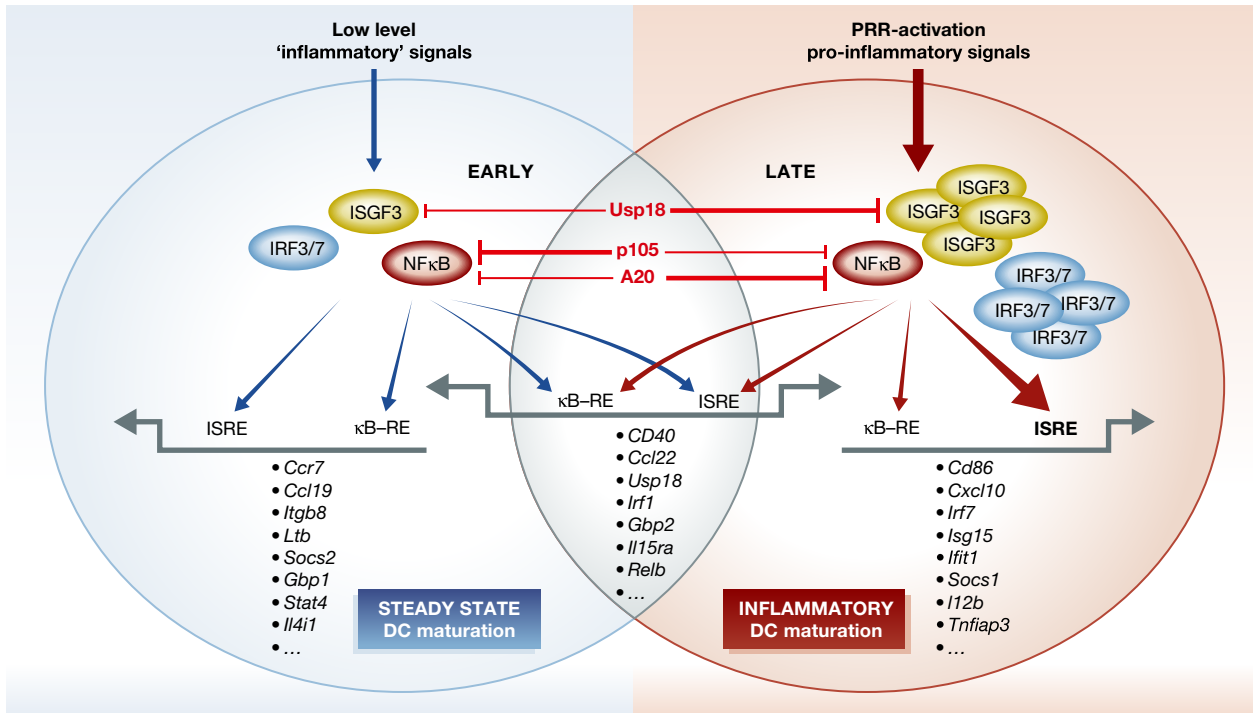 Low level
‘inflammatory’ signals
PRR-activation
pro-inflammatory signals
EARLY
LATE
ISGF3
IRF3/7
NFκB
Usp18
p105
A20
ISGF3
ISGF3
ISGF3
ISGF3
NFκB
IRF3/7
IRF3/7
IRF3/7
IRF3/7
ISRE
κB–RE
κB–RE
ISRE
κB–RE
ISRE
• Ccr7
• Ccl19
• Itgb8
• Ltb
• Socs2
• Gbp1
• Stat4
• Il4i1
• …
• CD40
• Ccl22
• Usp18
• Irf1
• Gbp2
• Il15ra
• Relb
• …
• Cd86
• Cxcl10
• Irf7
• Isg15
• Ifit1
• Socs1
• I12b
• Tnfiap3
• …
STEADY STATE
DC maturation
INFLAMMATORY
DC maturation